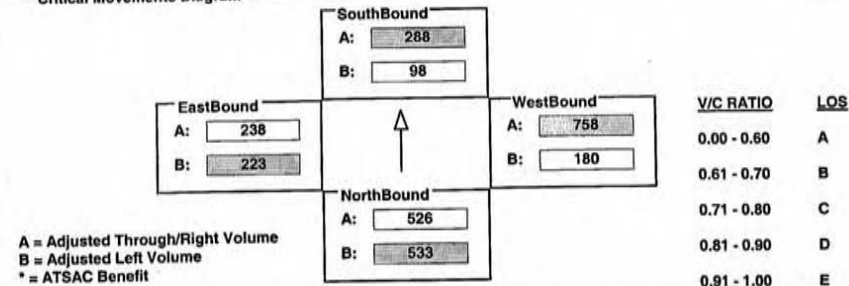 Critical Movements Diagram
SouthBound
A: 288
B: 98
EastBound
A: 238
B: 223
WestBound
A: 758
B: 180
NorthBound
A: 526
B: 533
A = Adjusted Through/Right Volume
B = Adjusted Left Volume
* = ATSAC Benefit
V/C RATIO LOS
0.00 - 0.60 A
0.61 - 0.70 B
0.71 - 0.80 C
0.81 - 0.90 D
0.91 - 1.00 E